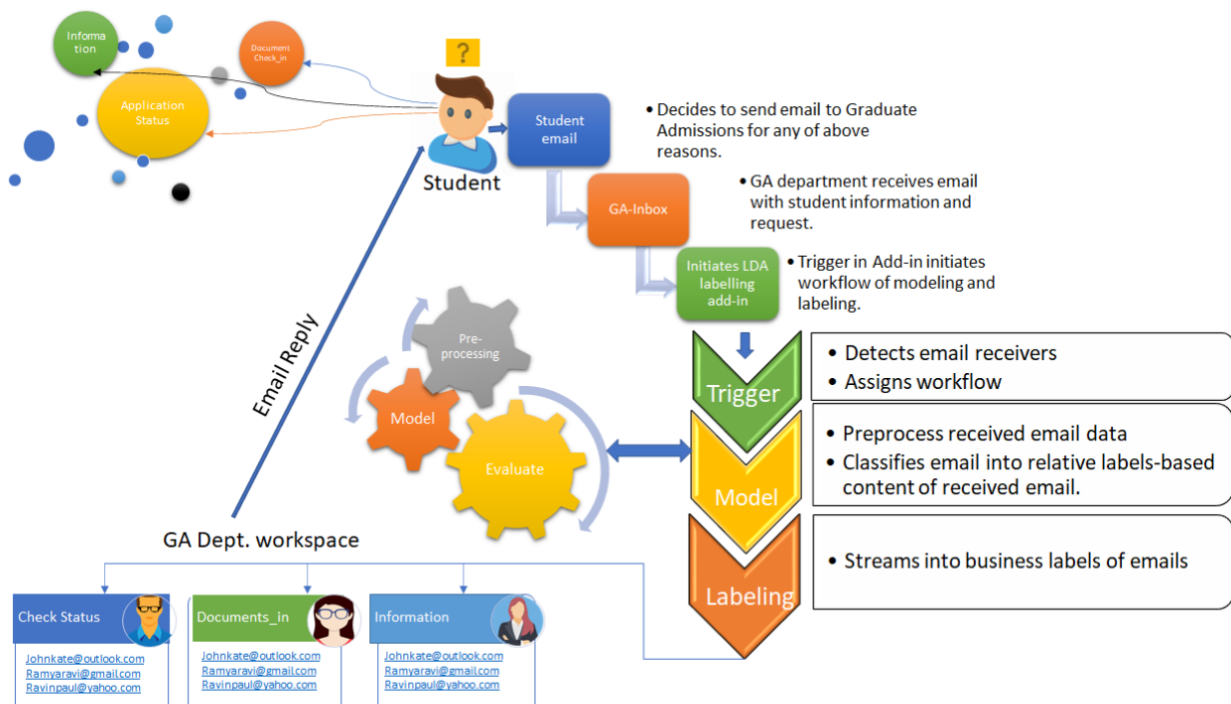 Informa
tion
Document
Check_in
Application
Status
?
Student
Student
email
• Decides to send email to Graduate
Admissions for any of above
reasons.
GA-Inbox
• GA department receives email
with student information and
request.
Initiates LDA
labelling
add-in
• Trigger in Add-in initiates
workflow of modeling and
labeling.
Pre-
processing
Model
Evaluate
Email Reply
Trigger
• Detects email receivers
• Assigns workflow
Model
• Preprocess received email data
• Classifies email into relative labels-based
content of received email.
Labeling
• Streams into business labels of emails
GA Dept. workspace
Check Status
Johnkate@outlook.com
Ramyaravi@gmail.com
Ravinpaul@yahoo.com
Documents_in
Johnkate@outlook.com
Ramyaravi@gmail.com
Ravinpaul@yahoo.com
Information
Johnkate@outlook.com
Ramyaravi@gmail.com
Ravinpaul@yahoo.com